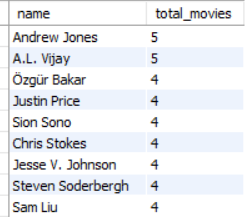 name total_movies
Andrew Jones 5
A.L. Vijay 5
Özgür Bakar 4
Justin Price 4
Sion Sono 4
Chris Stokes 4
Jesse V. Johnson 4
Steven Soderbergh 4
Sam Liu 4